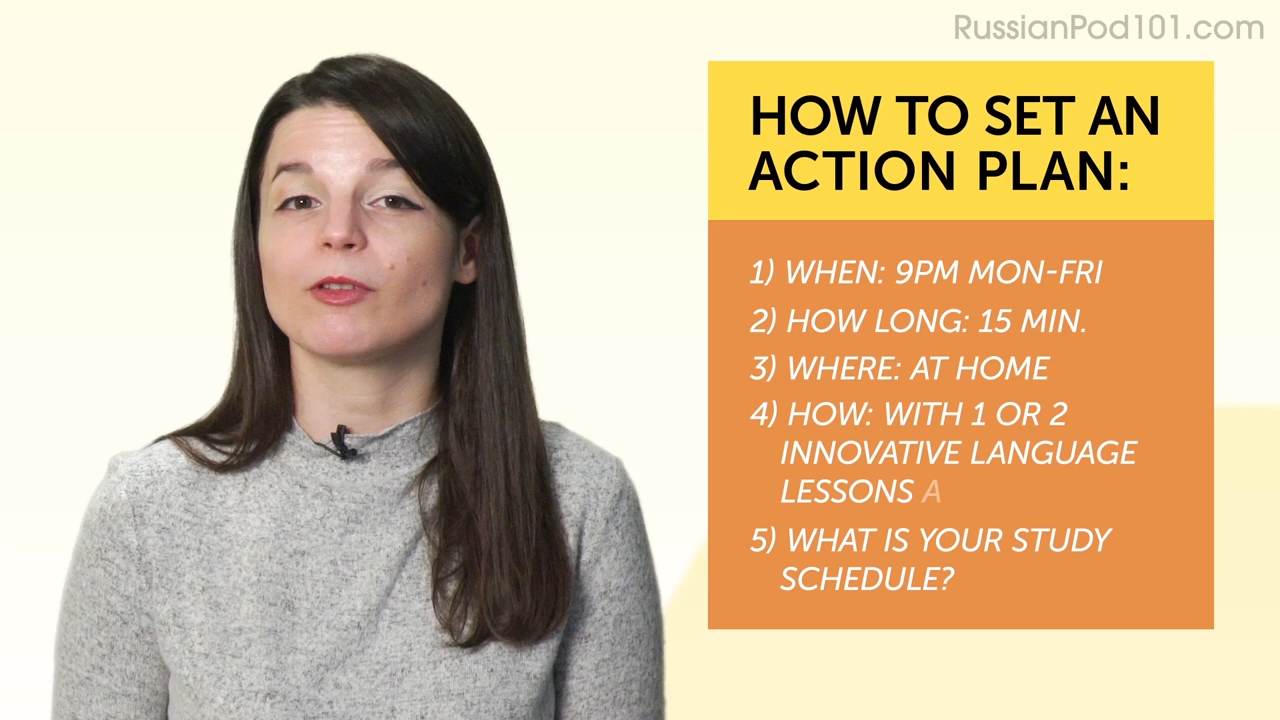 RussianPod101.com
HOW TO SET AN
ACTION PLAN:
1) WHEN: 9PM MON-FRI
2) HOW LONG: 15 MIN.
3) WHERE: AT HOME
4) HOW: WITH 1 OR 2
INNOVATIVE LANGUAGE
LESSONS A
5) WHAT IS YOUR STUDY
SCHEDULE?